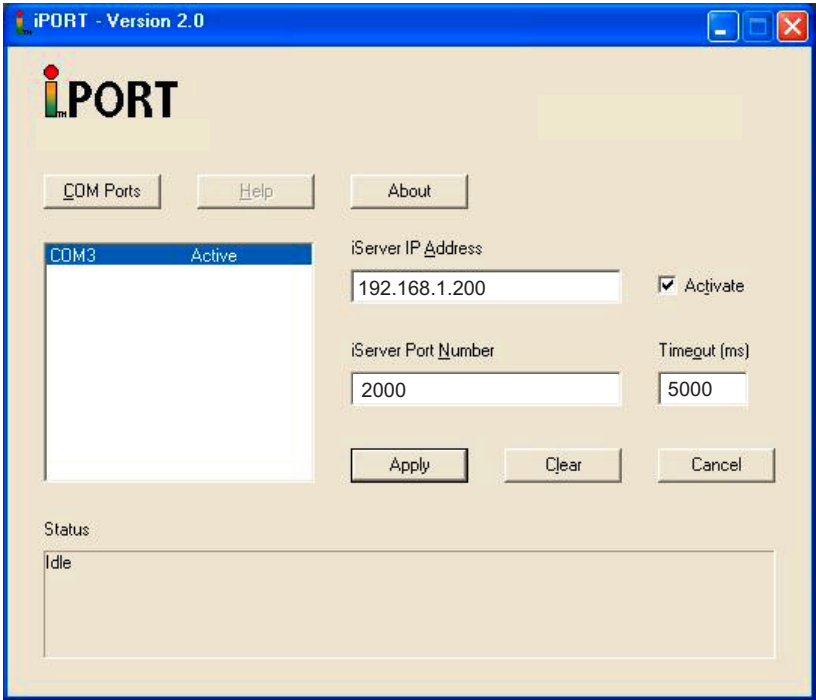 iPORT - Version 2.0
iPORT
TM
COM Ports
Help
About
COM3 Active
iServer IP Address
192.168.1.200
Activate
iServer Port Number
Timeout (ms)
2000
5000
Apply
Clear
Cancel
Status
Idle